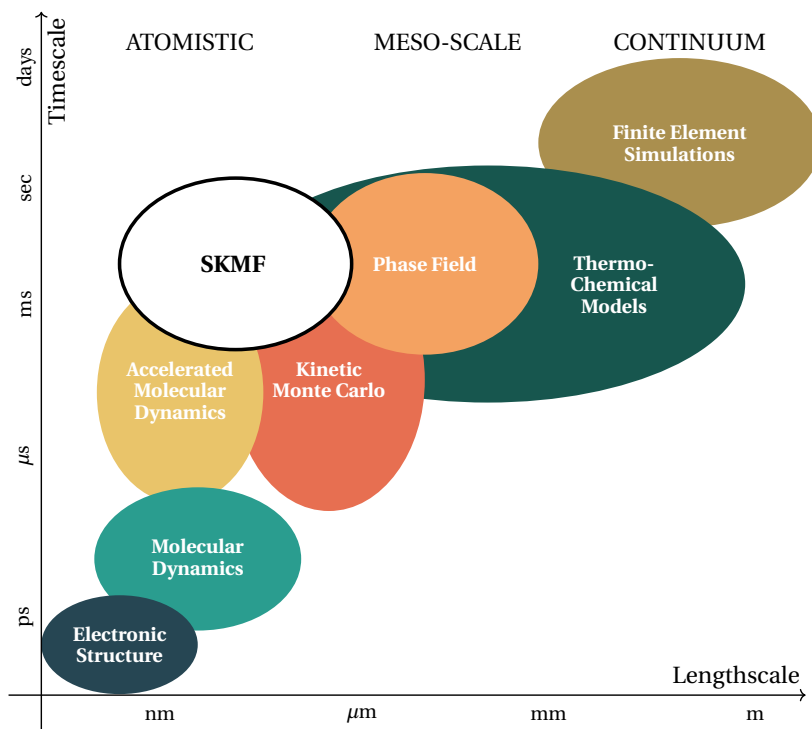 ATOMISTIC
MESO-SCALE
CONTINUUM
Timescale
days
sec
ms
μs
ps
Finite Element
Simulations
SKMF
Phase Field
Thermo-
Chemical
Models
Accelerated
Molecular
Dynamics
Kinetic
Monte Carlo
Molecular
Dynamics
Electronic
Structure
Lengthscale
nm
μm
mm
m